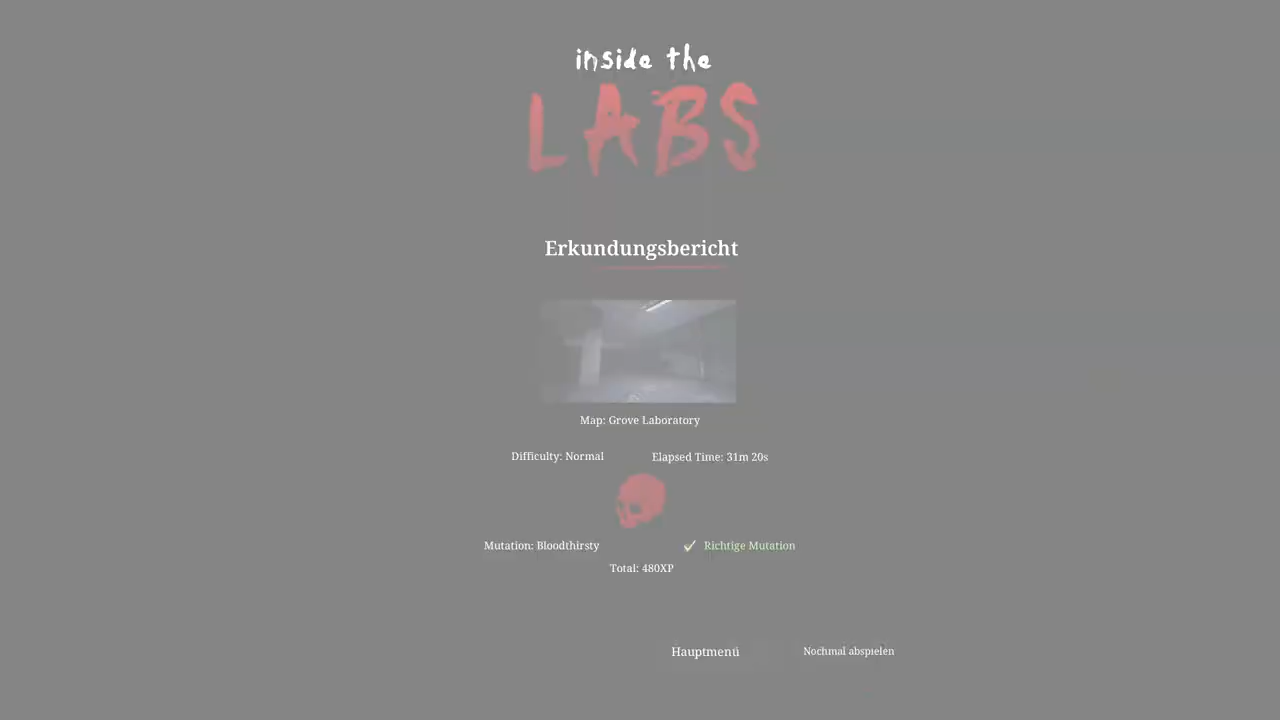 inside the
LABS
Erkundungsbericht
Map: Grove Laboratory
Difficulty: Normal
Elapsed Time: 31m 20s
Mutation: Bloodthirsty
Richtige Mutation
Total: 480XP
Hauptmenü
Nochmal abspielen